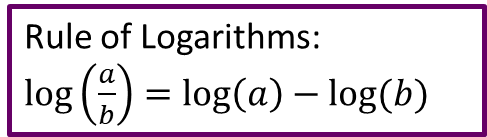 Rule of Logarithms:
log(a/b) = log(a) − log(b)